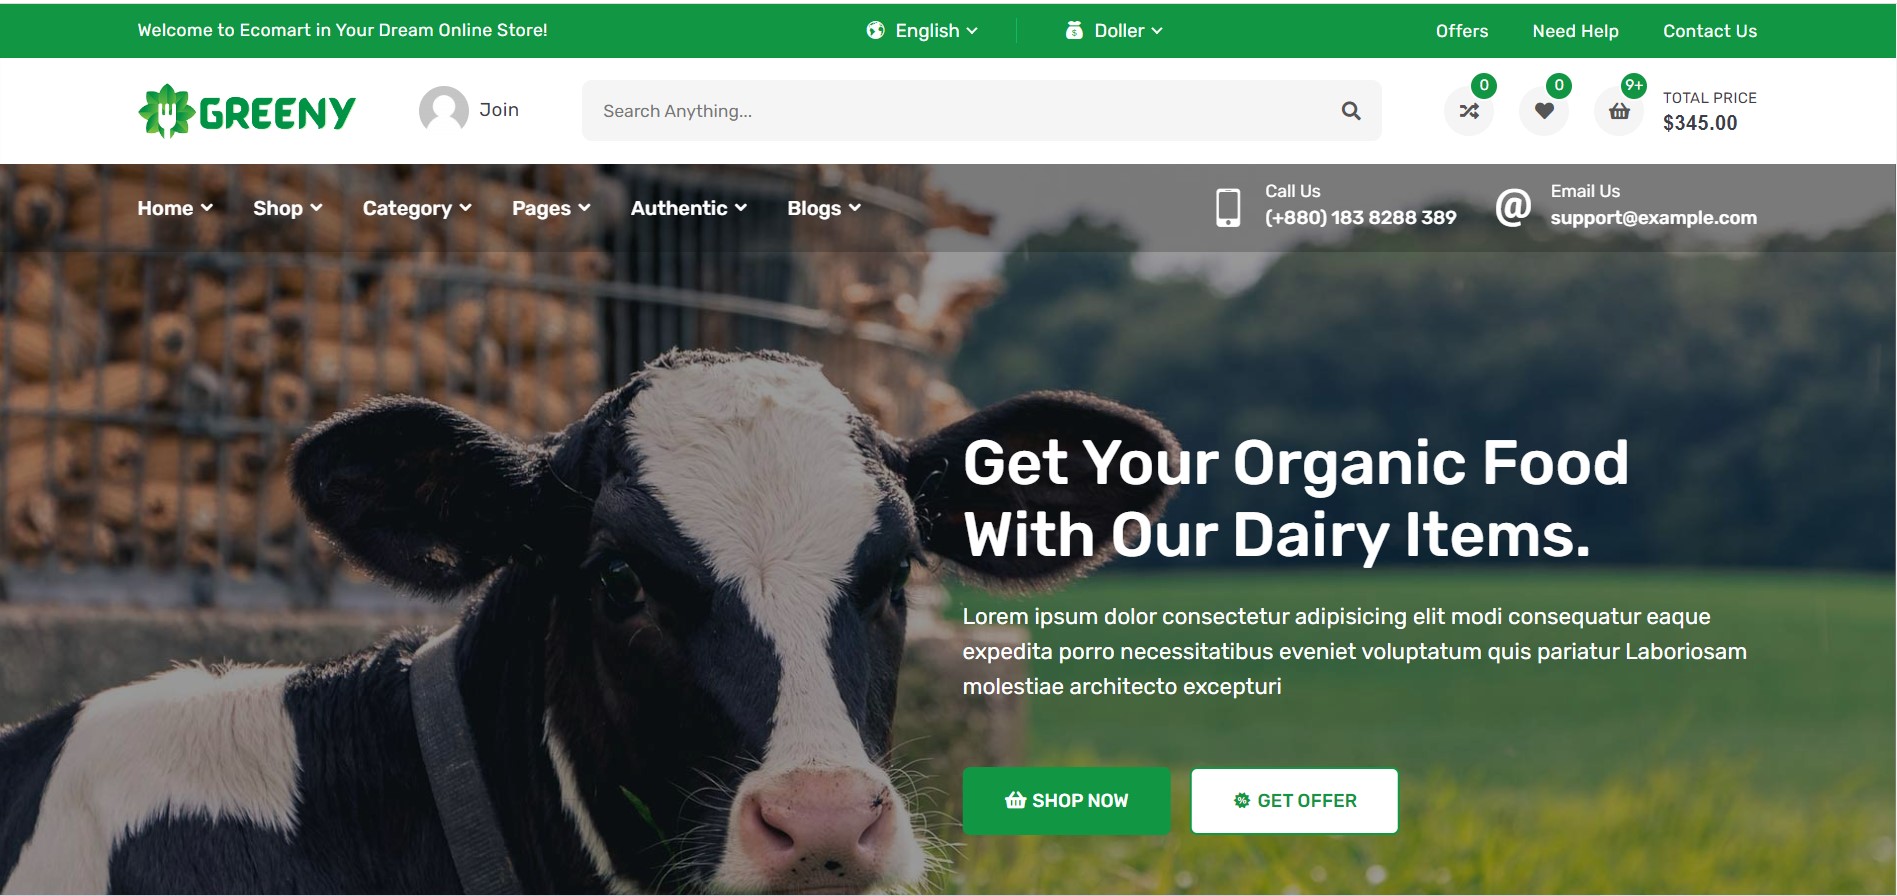 Welcome to Ecomart in Your Dream Online Store!
English
Doller
Offers
Need Help
Contact Us
GREENY
Join
Search Anything...
0
0
9+
TOTAL PRICE
$345.00
Home
Shop
Category
Pages
Authentic
Blogs
Call Us
(+880) 183 8288 389
Email Us
support@example.com
Get Your Organic Food
With Our Dairy Items.
Lorem ipsum dolor consectetur adipisicing elit modi consequatur eaque
expedita porro necessitatibus eveniet voluptatum quis pariatur Laboriosam
molestiae architecto excepturi
SHOP NOW
GET OFFER